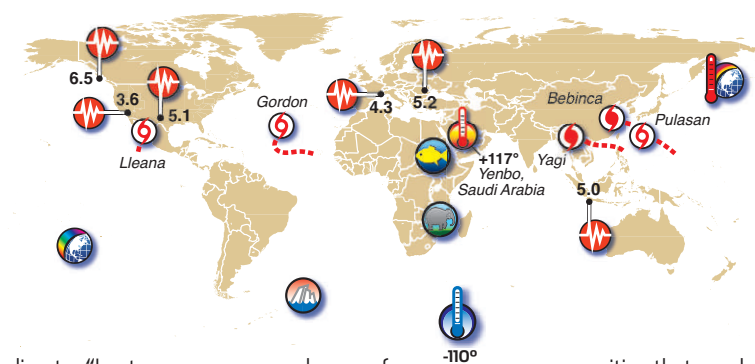 6.5
3.6
5.1
Lleana
Gordon
4.3
5.2
+117°
Yenbo,
Saudi Arabia
Bebinca
Pulasan
Yagi
5.0
-110°